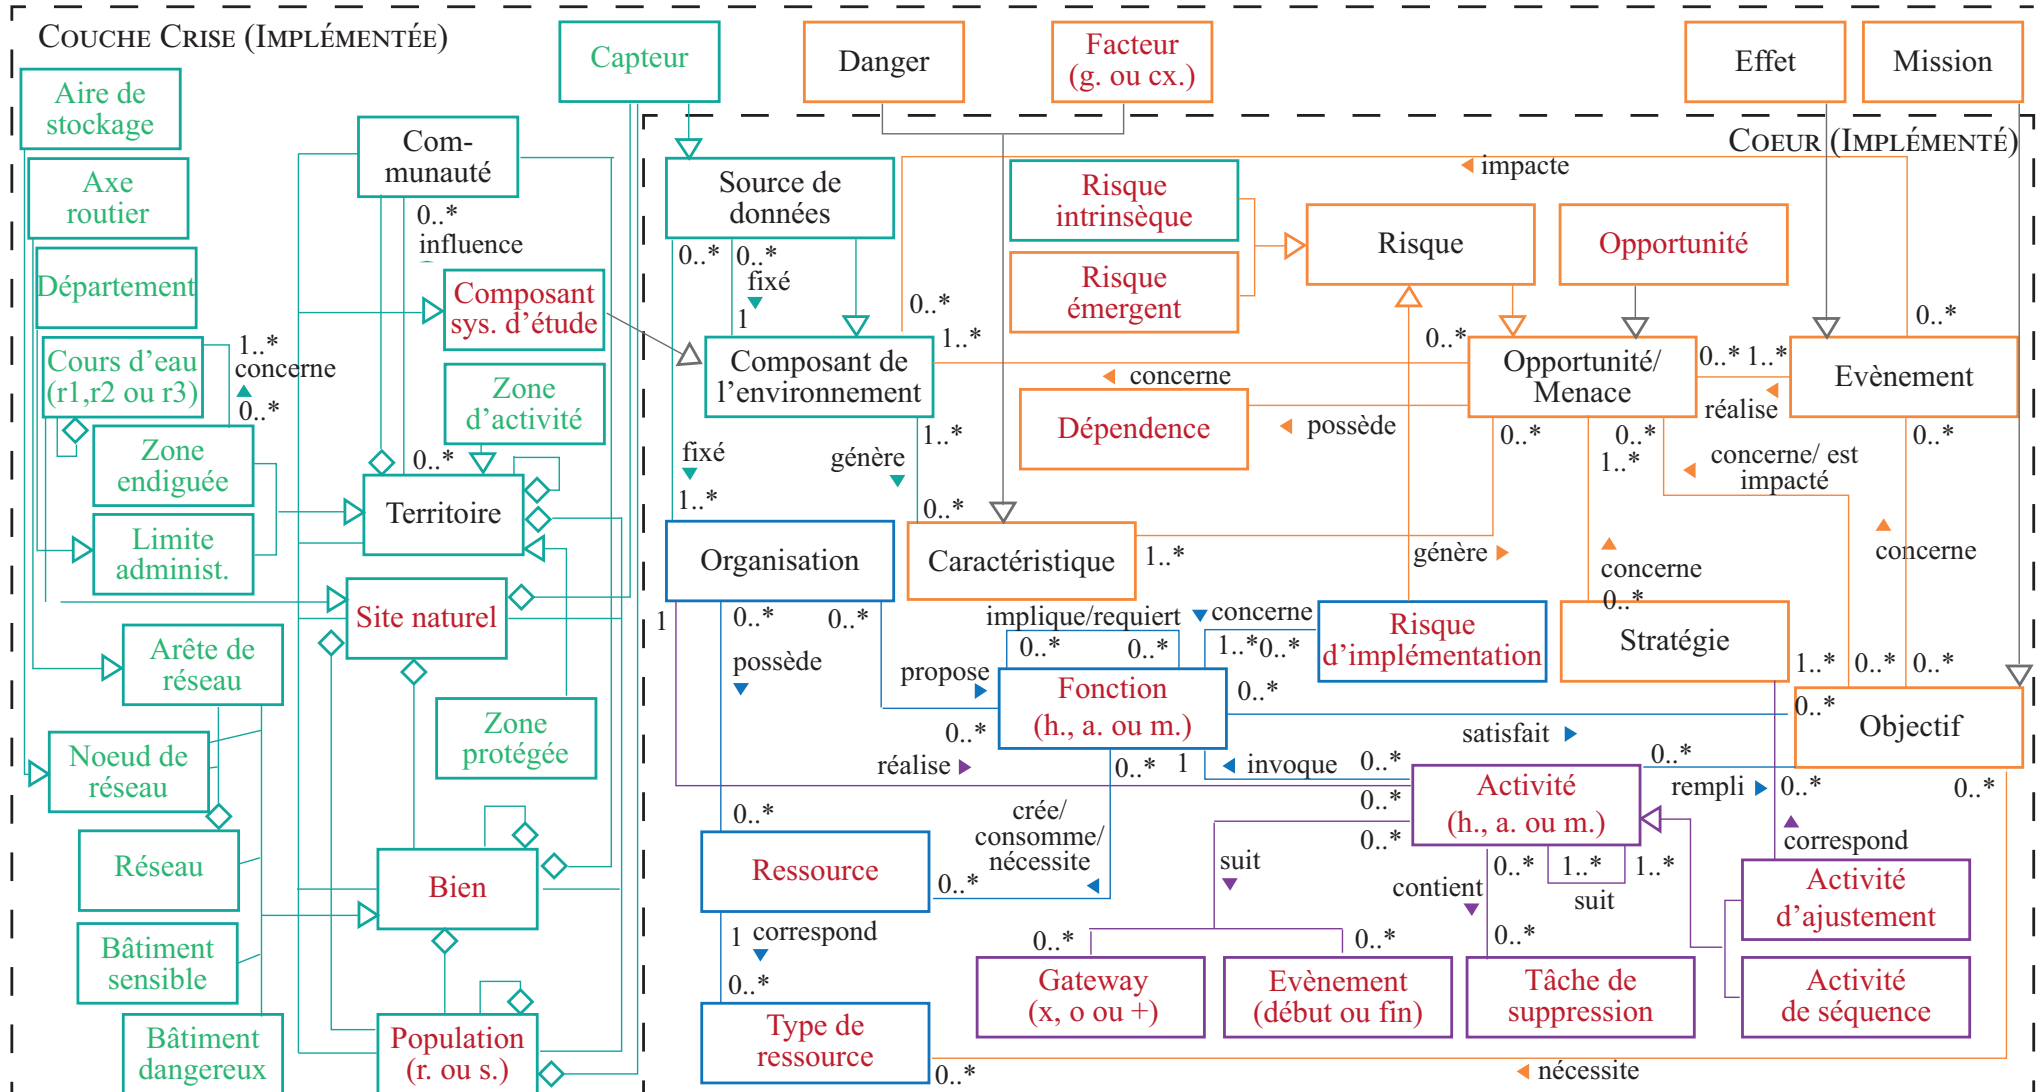 COUCHE CRISE (IMPLÉMENTÉE)
Capteur
Danger
Facteur
(g. ou cx.)
Effet
Mission
COEUR (IMPLÉMENTÉ)
Aire de
stockage
Axe
routier
Département
Cours d'eau
(r1,r2 ou r3)
1..*
concerne
0..*
Zone
endiguée
Limite
administ.
Arête de
réseau
Noeud de
réseau
Réseau
Bâtiment
sensible
Bâtiment
dangereux
Com-
munauté
0..*
influence
Composant
sys. d'étude
Zone
d'activité
0..*
Territoire
Site naturel
Zone
protégée
Bien
Population
(r. ou s.)
Source de
données
0..*
0..*
fixé
1
Composant de
l'environnement
0..*
1..*
fixé
1..*
1..*
génère
0..*
Risque
intrinsèque
Risque
émergent
impacte
Risque
Opportunité
0..*
concerne
Opportunité/
Menace
0..*
1..*
réalise
0..*
Evènement
Dépendence
possède
0..*
0..*
1..*
concerne/ est
impacté
0..*
concerne
Organisation
Caractéristique
1..*
génère
concerne
0..*
Stratégie
1
0..*
possède
0..*
propose
implique/requiert
0..*
0..*
concerne
1..*
0..*
Risque
d'implémentation
1..*
0..*
0..*
Fonction
(h., a. ou m.)
0..*
0..*
réalise
0..*
1
invoque
0..*
satisfait
0..*
Objectif
0..*
rempli
0..*
0..*
Activité
(h., a. ou m.)
0..*
0..*
0..*
Ressource
0..*
crée/
consomme/
nécessite
suit
contient
0..*
1..*
1..*
suit
correspond
Activité
d'ajustement
1
correspond
0..*
0..*
0..*
0..*
Type de
ressource
Gateway
(x, o ou +)
Evènement
(début ou fin)
Tâche de
suppression
Activité
de séquence
0..*
nécessite